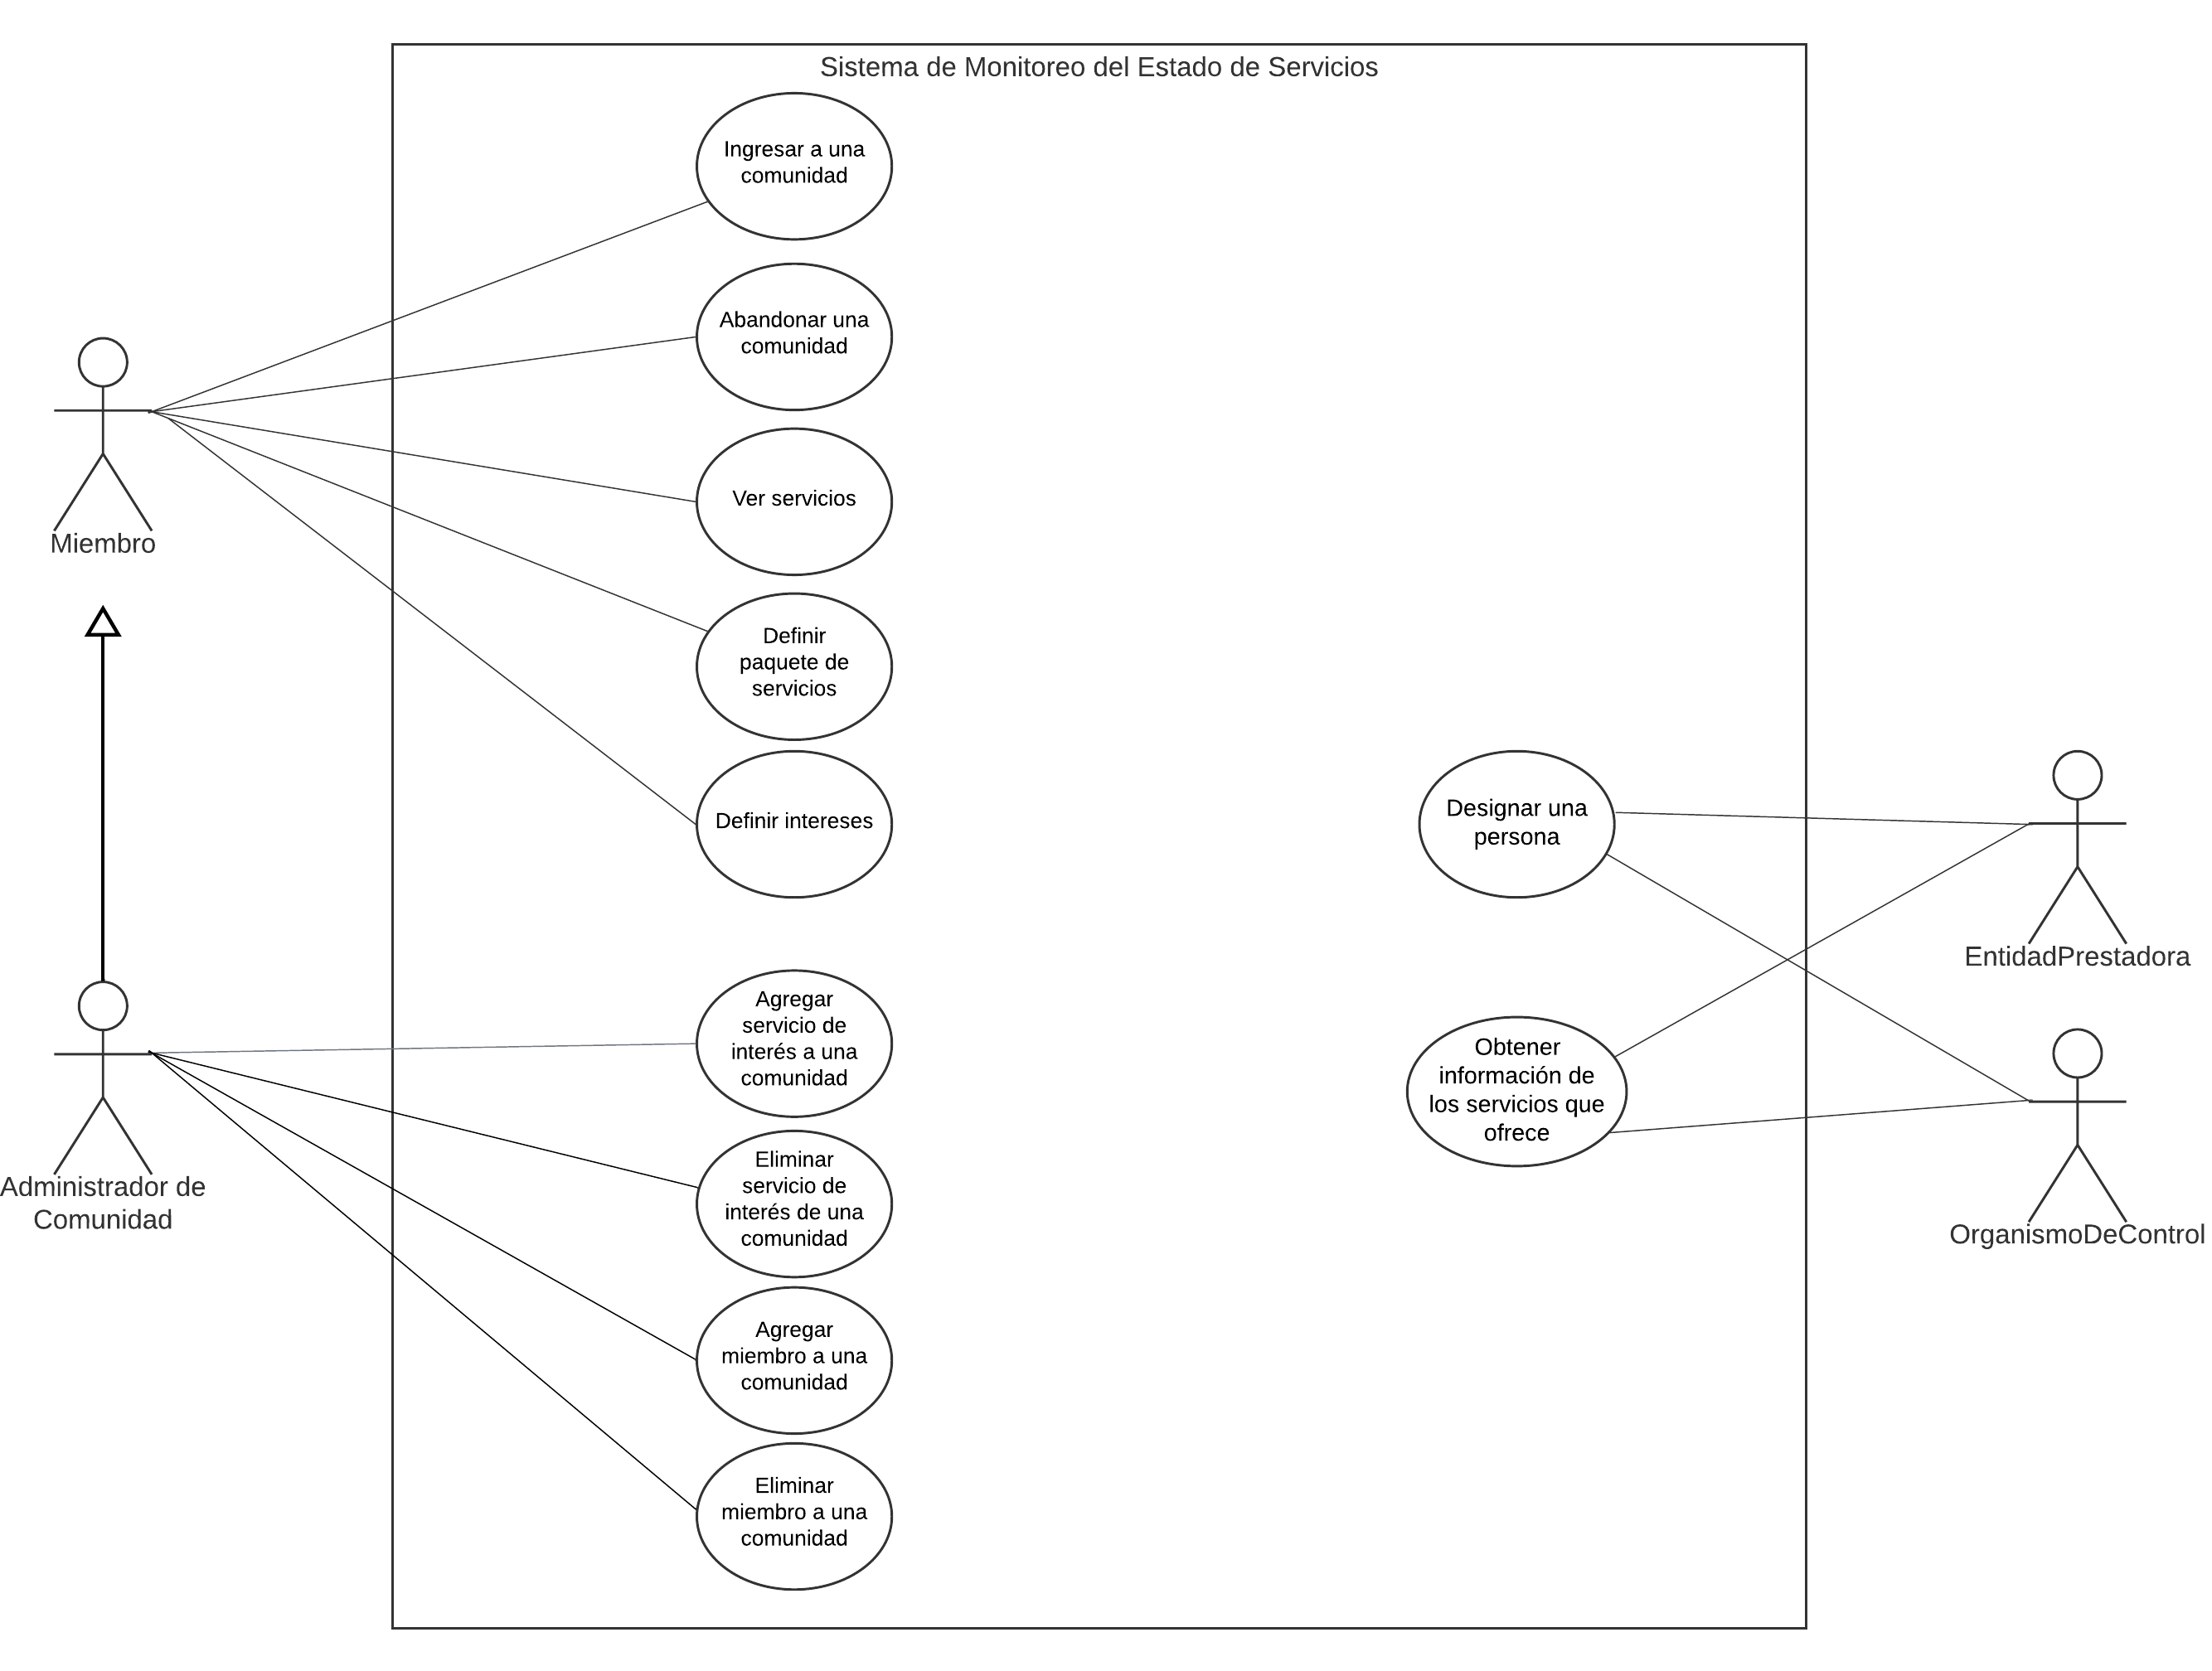 Sistema de Monitoreo del Estado de Servicios
Ingresar a una
comunidad
Abandonar una
comunidad
Ver servicios
Miembro
Definir
paquete de
servicios
Definir intereses
Designar una
persona
EntidadPrestadora
Agregar
servicio de
interés a una
comunidad
Obtener
información de
los servicios que
ofrece
Administrador de
Comunidad
Eliminar
servicio de
interés de una
comunidad
OrganismoDeControl
Agregar
miembro a una
comunidad
Eliminar
miembro a una
comunidad